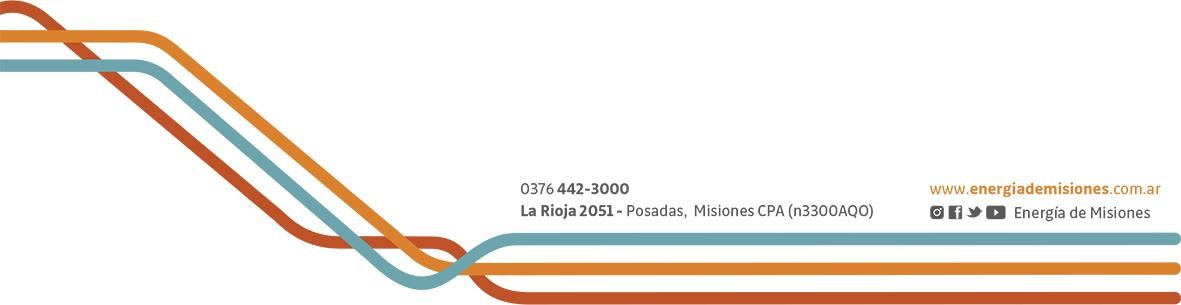 0376 442-3000
La Rioja 2051 - Posadas, Misiones CPA (n3300AQO)
www.energiademisiones.com.ar
Energía de Misiones